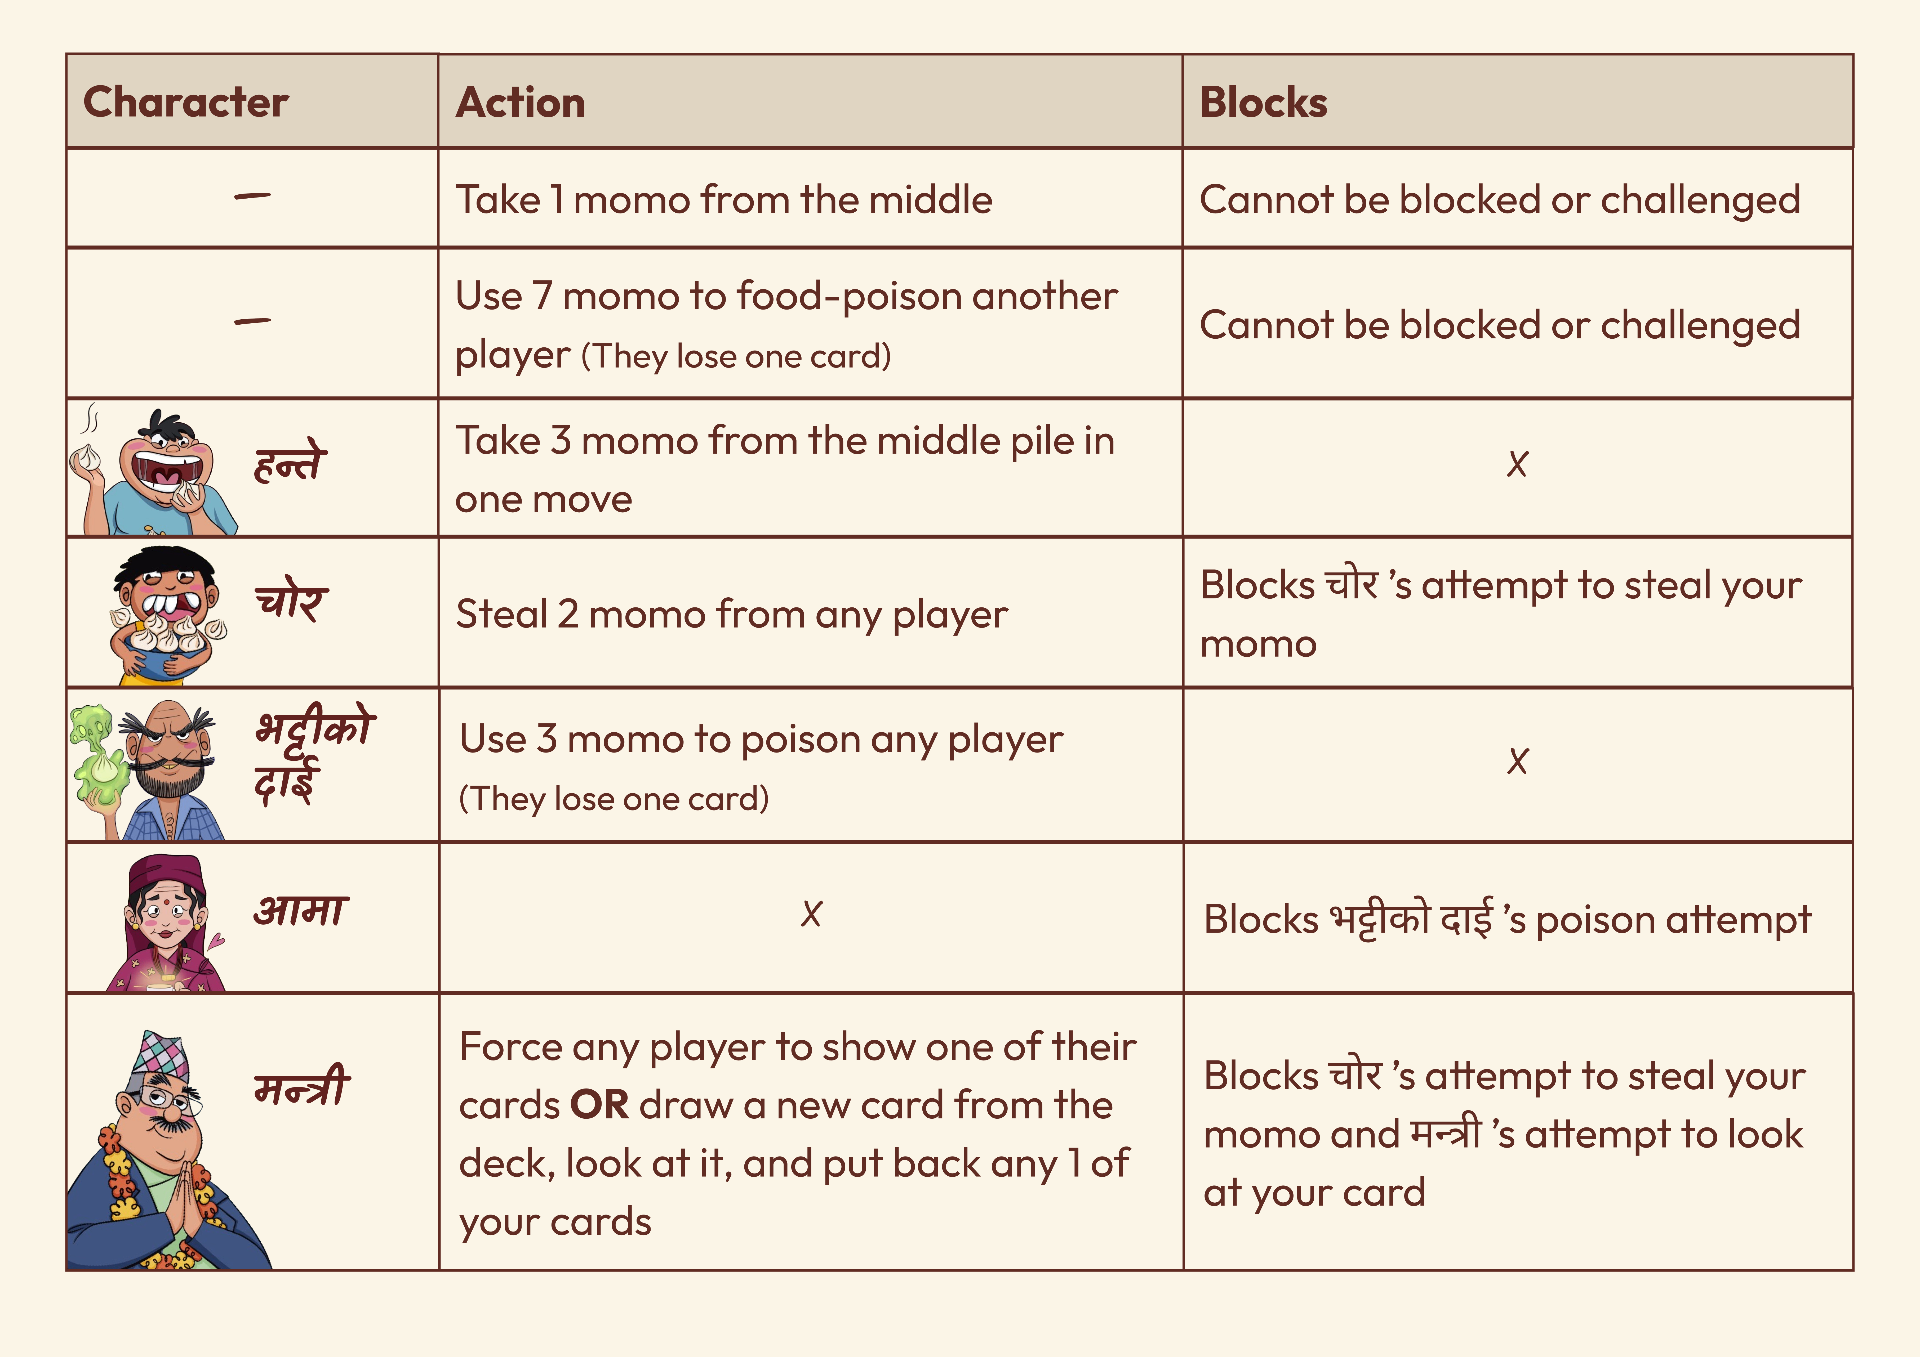 Character
Action
Blocks
—
Take 1 momo from the middle
Cannot be blocked or challenged
—
Use 7 momo to food-poison another
player (They lose one card)
Cannot be blocked or challenged
हन्ते
Take 3 momo from the middle pile in
one move
X
चोर
Steal 2 momo from any player
Blocks चोर ’s attempt to steal your
momo
भट्टीको
दाई
Use 3 momo to poison any player
(They lose one card)
X
आमा
X
Blocks भट्टीको दाई ’s poison attempt
मन्त्री
Force any player to show one of their
cards OR draw a new card from the
deck, look at it, and put back any 1 of
your cards
Blocks चोर ’s attempt to steal your
momo and मन्त्री ’s attempt to look
at your card